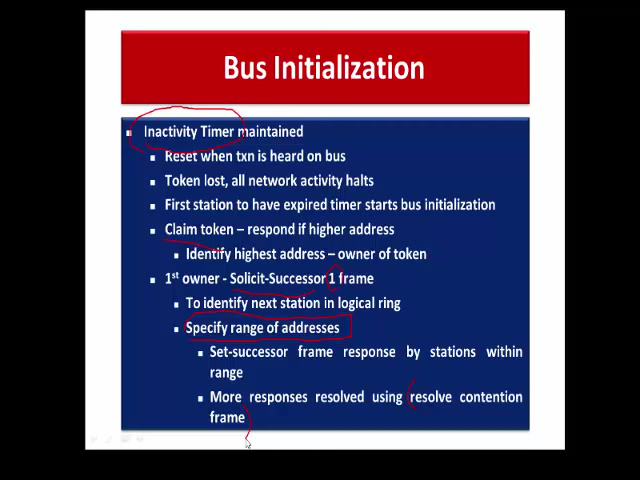 Bus Initialization
Inactivity Timer maintained
Reset when txn is heard on bus
Token lost, all network activity halts
First station to have expired timer starts bus initialization
Claim token – respond if higher address
Identify highest address – owner of token
1st owner - Solicit-Successor 1 frame
To identify next station in logical ring
Specify range of addresses
Set-successor frame response by stations within
range
More responses resolved using resolve contention
frame